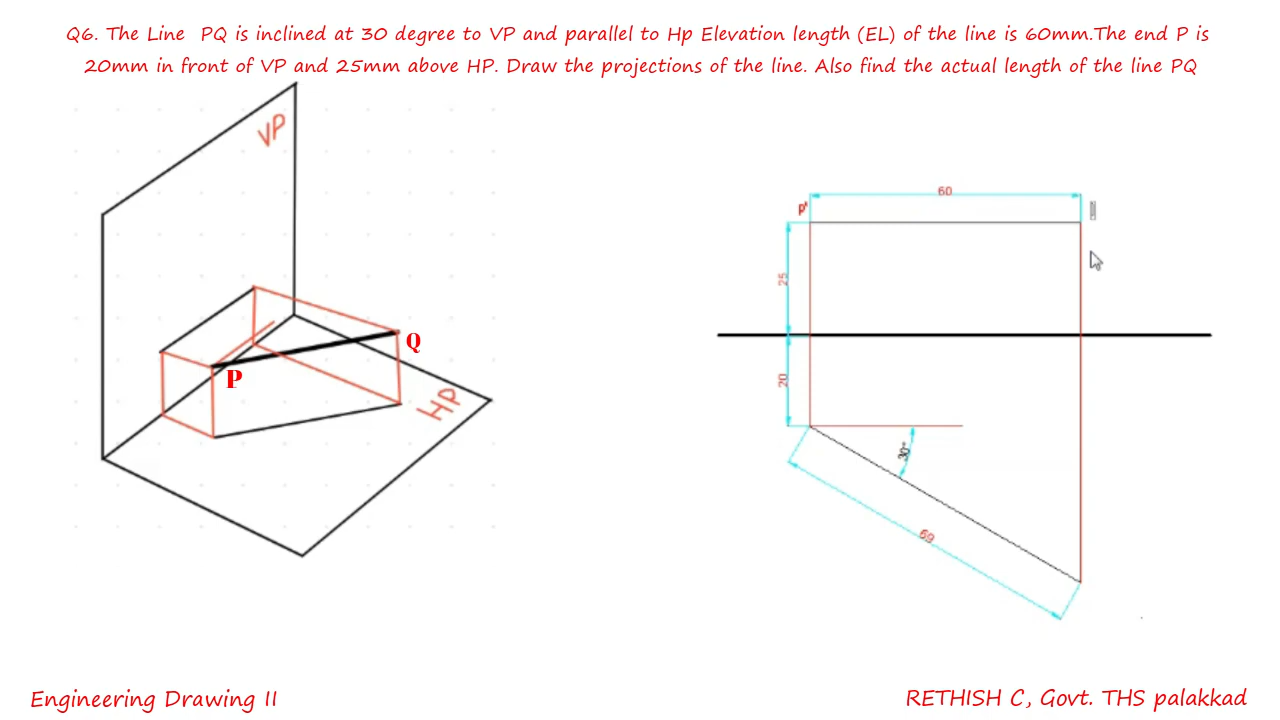 Q6. The Line PQ is inclined at 30 degree to VP and parallel to Hp Elevation length (EL) of the line is 60mm.The end P is
20mm in front of VP and 25mm above HP. Draw the projections of the line. Also find the actual length of the line PQ
VP
Q
P
HP
60
p'
25
20
30°
69
Engineering Drawing II
RETHISH C, Govt. THS palakkad